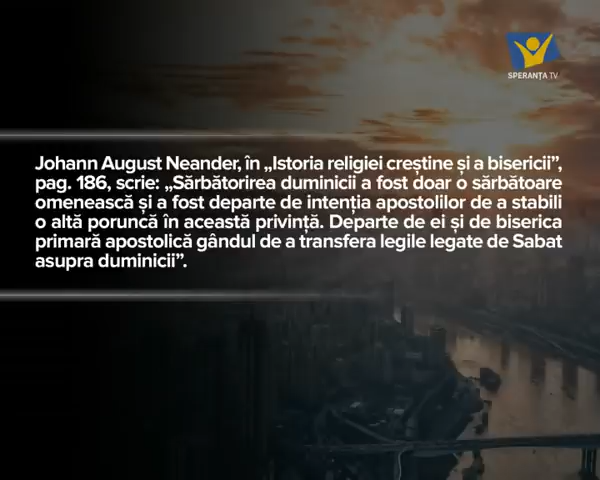 SPERANȚA TV
Johann August Neander, în „Istoria religiei creștine și a bisericii”,
pag. 186, scrie: „Sărbătorirea duminicii a fost doar o sărbătoare
omenească și a fost departe de intenția apostolilor de a stabili
o altă poruncă în această privință. Departe de ei și de biserica
primară apostolică gândul de a transfera legile legate de Sabat
asupra duminicii”.